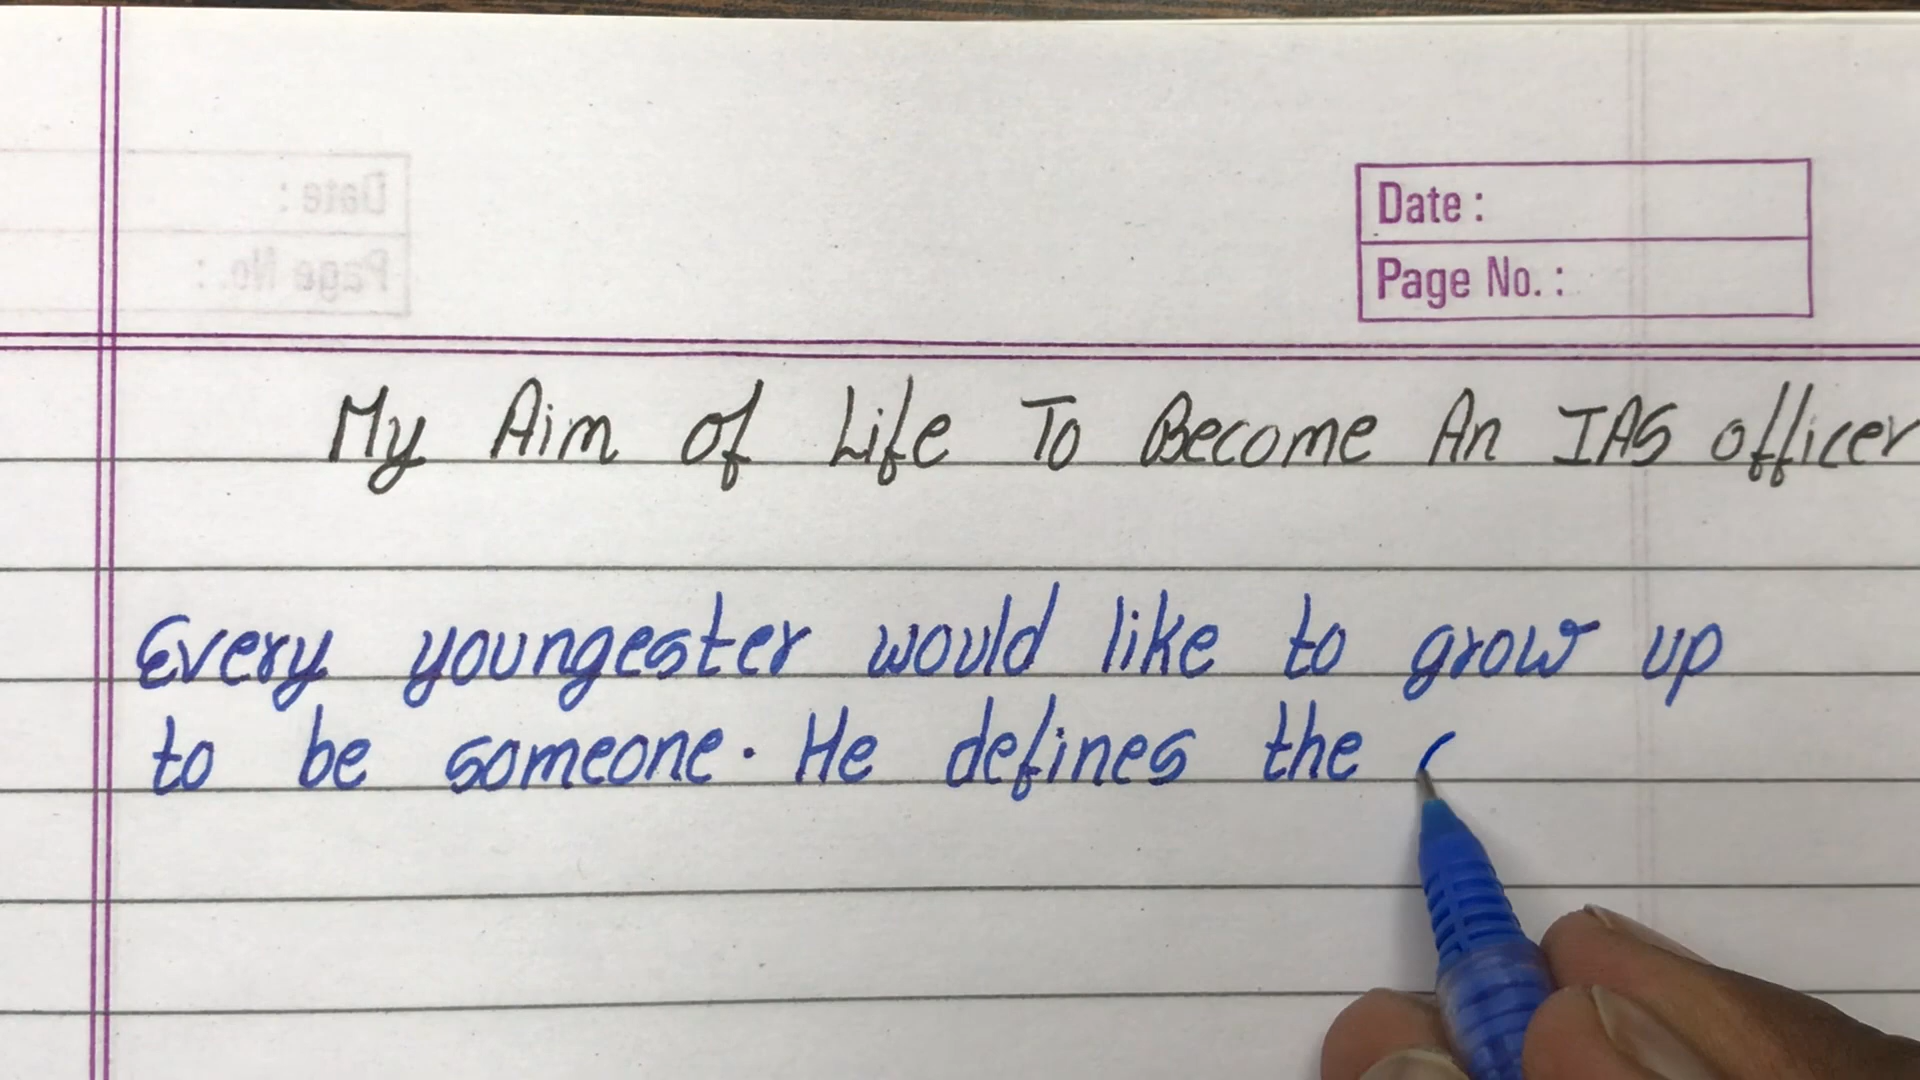 Date :
Page No. :
My Aim of Life To Become An IAS officer
Every youngester would like to grow up
to be someone. He defines the